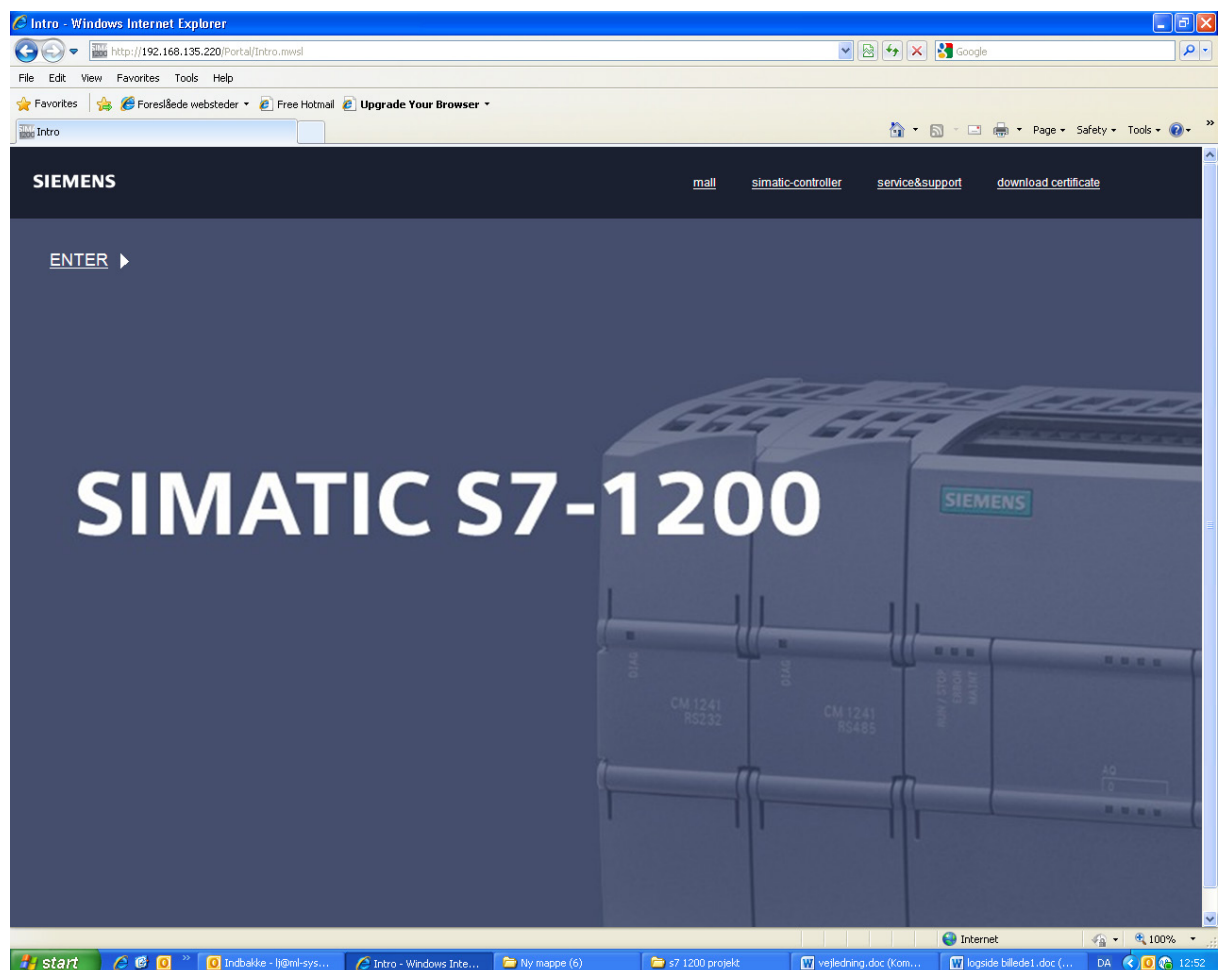 Intro - Windows Internet Explorer
http://192.168.135.220/Portal/Intro.mwsl
Google
File Edit View Favorites Tools Help
Favorites Foreslåede websteder Free Hotmail Upgrade Your Browser
Intro
Page Safety Tools »
SIEMENS
mall simatic-controller service&support download certificate
ENTER
SIMATIC S7-1200
SIEMENS
DIAG
DIAG
RUN / STOP
ERROR
MAINT
CM 1241
RS232
CM 1241
RS485
AQ
0
Internet 100%
start » Indbakke - lj@ml-sys... Intro - Windows Inte... Ny mappe (6) s7 1200 projekt vejledning.doc (Kom... logside billede1.doc (... DA 12:52